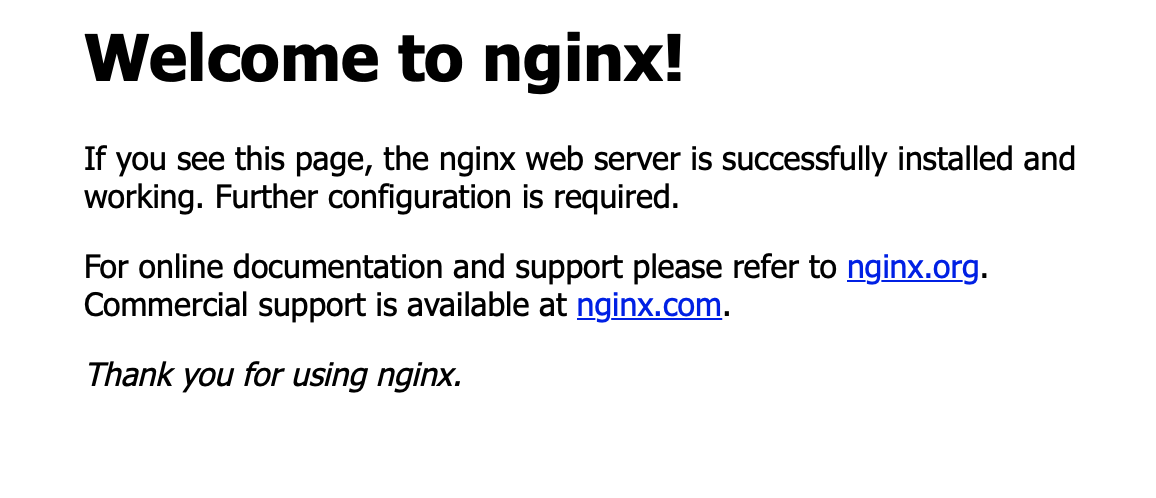 Welcome to nginx!
If you see this page, the nginx web server is successfully installed and
working. Further configuration is required.
For online documentation and support please refer to nginx.org.
Commercial support is available at nginx.com.
Thank you for using nginx.